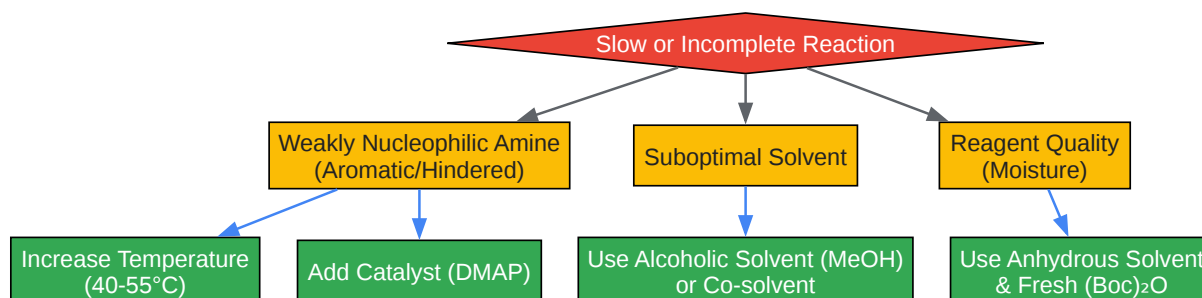 Slow or Incomplete Reaction
Weakly Nucleophilic Amine
(Aromatic/Hindered)
Suboptimal Solvent
Reagent Quality
(Moisture)
Increase Temperature
(40-55°C)
Add Catalyst (DMAP)
Use Alcoholic Solvent (MeOH)
or Co-solvent
Use Anhydrous Solvent
& Fresh (Boc)₂O